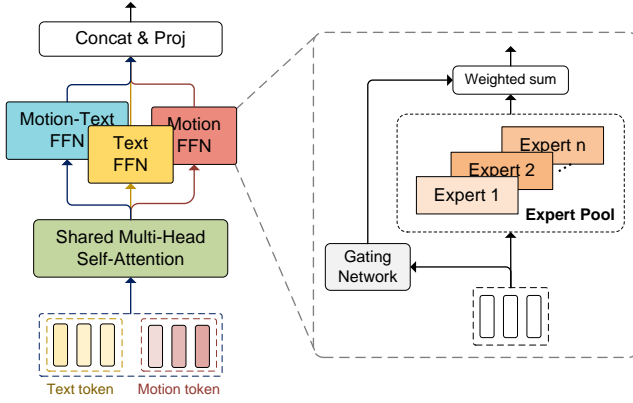 Concat & Proj
Motion-Text
FFN
Text
FFN
Motion
FFN
Shared Multi-Head
Self-Attention
Text token
Motion token
Weighted sum
Expert n
Expert 2
Expert 1
Expert Pool
Gating
Network